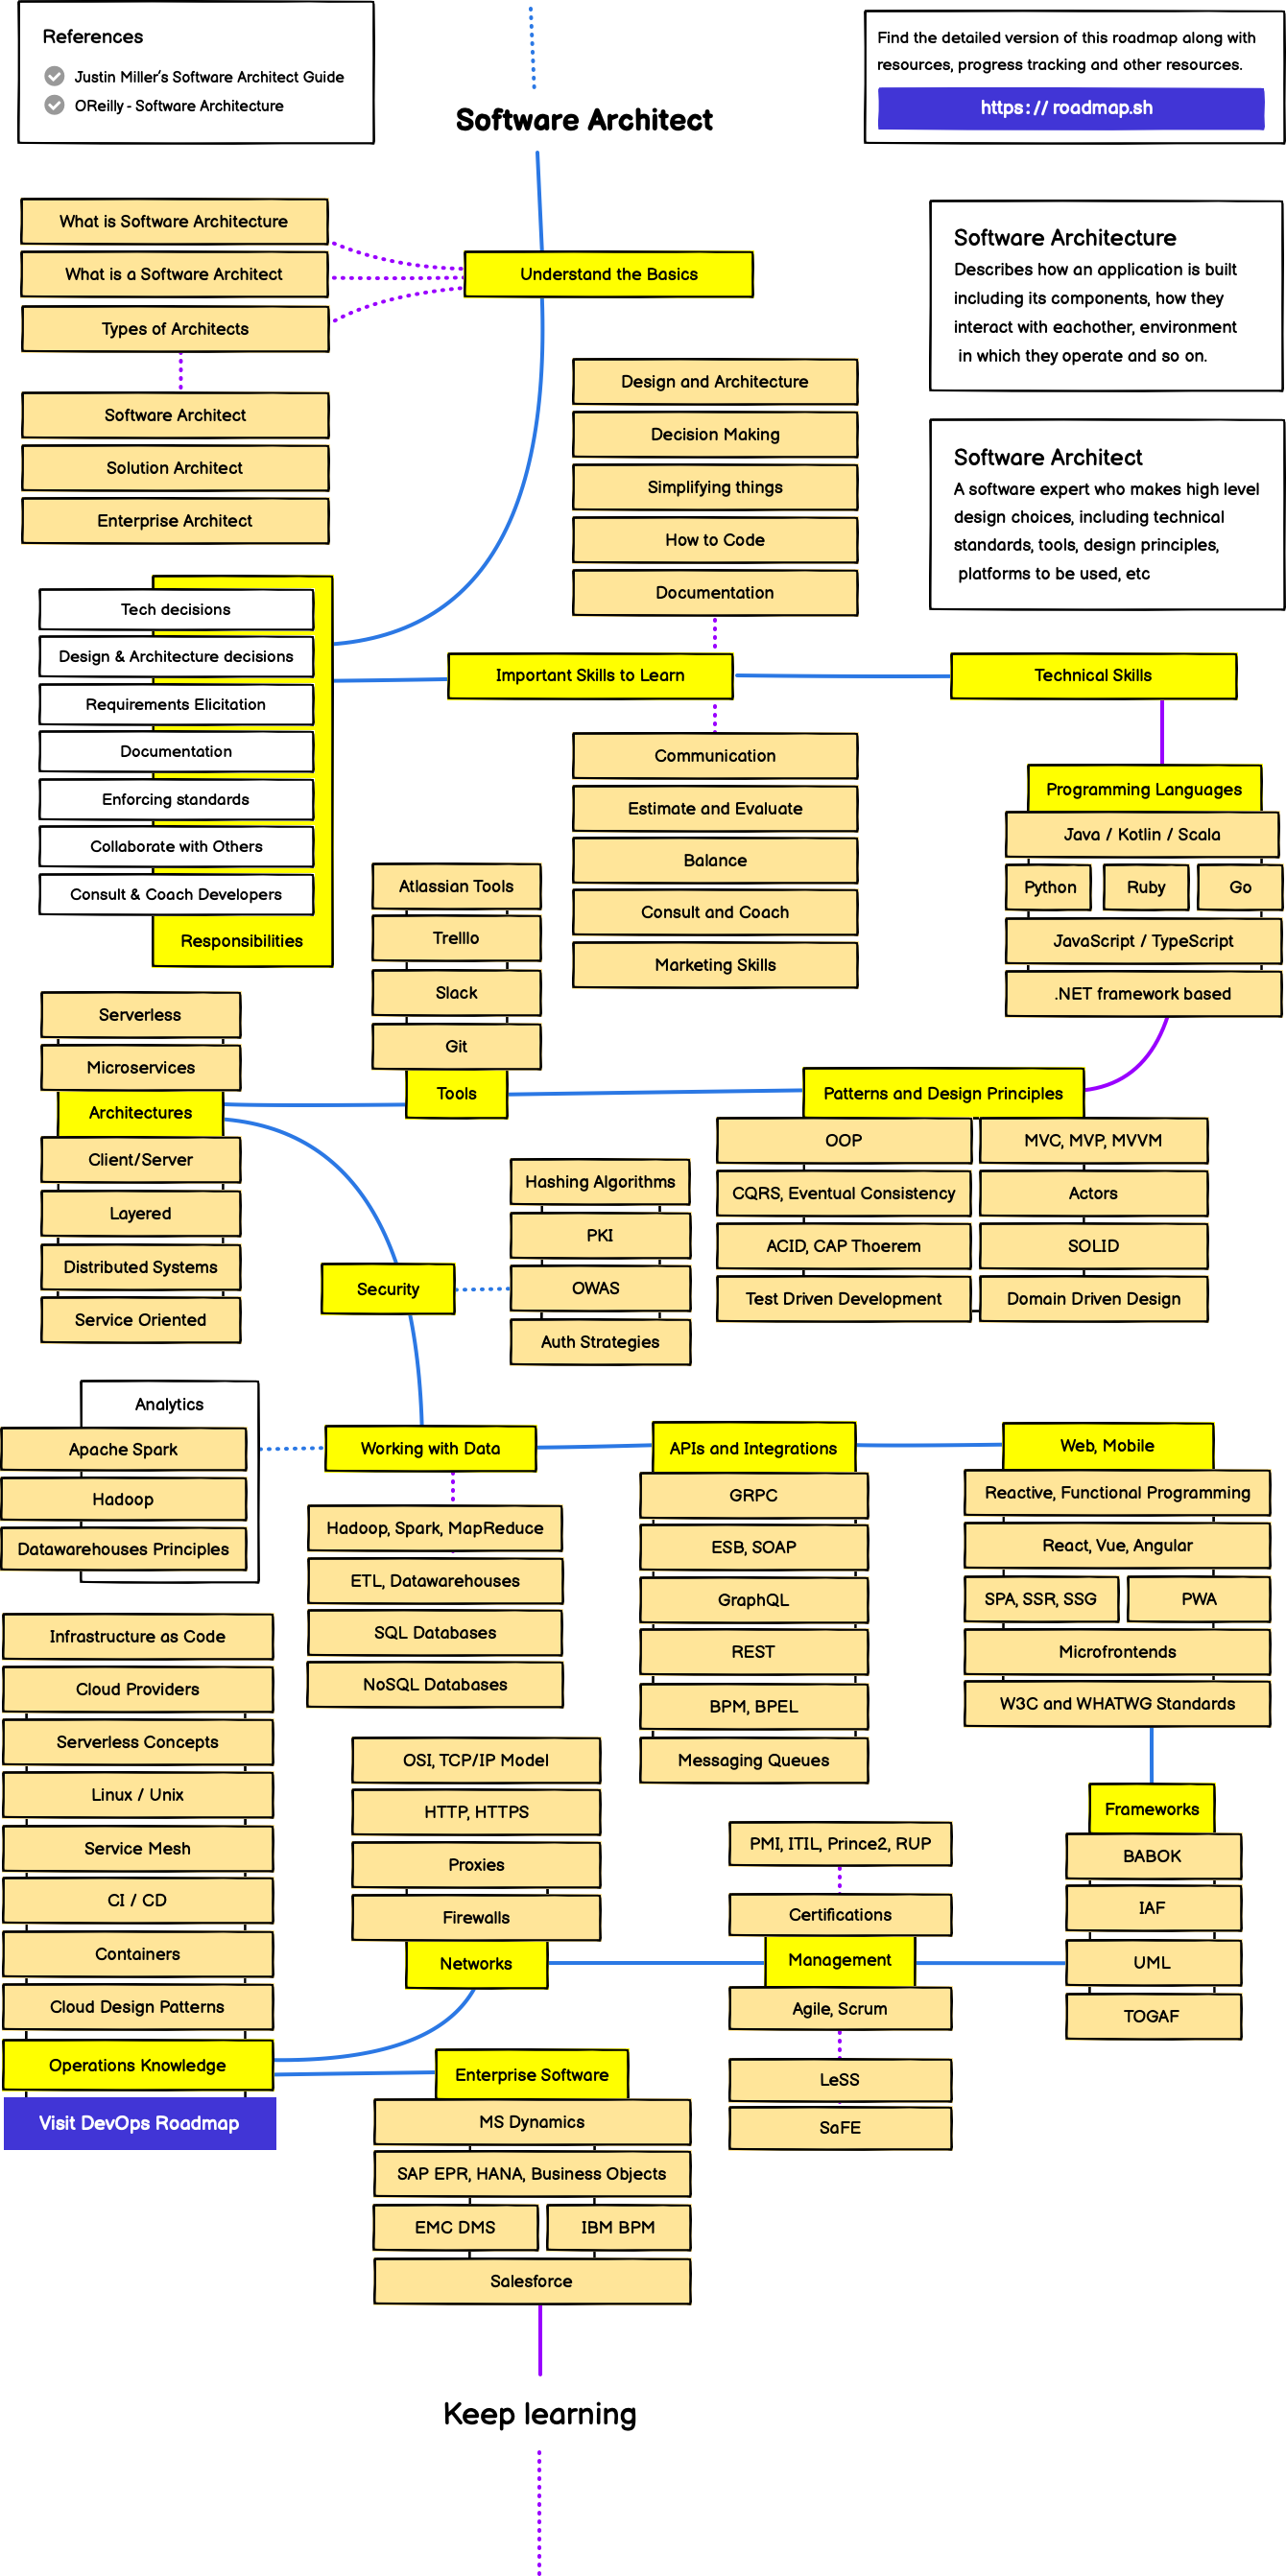 References
Justin Miller's Software Architect Guide
OReilly - Software Architecture
Software Architect
Find the detailed version of this roadmap along with
resources, progress tracking and other resources.
https://roadmap.sh
What is Software Architecture
What is a Software Architect
Types of Architects
Understand the Basics
Software Architect
Solution Architect
Enterprise Architect
Software Architecture
Describes how an application is built
including its components, how they
interact with eachother, environment
in which they operate and so on.
Software Architect
A software expert who makes high level
design choices, including technical
standards, tools, design principles,
platforms to be used, etc
Design and Architecture
Decision Making
Simplifying things
How to Code
Documentation
Tech decisions
Design & Architecture decisions
Requirements Elicitation
Documentation
Enforcing standards
Collaborate with Others
Consult & Coach Developers
Responsibilities
Important Skills to Learn
Technical Skills
Communication
Estimate and Evaluate
Balance
Consult and Coach
Marketing Skills
Programming Languages
Java / Kotlin / Scala
Python
Ruby
Go
JavaScript / TypeScript
.NET framework based
Atlassian Tools
Trelllo
Slack
Git
Tools
Patterns and Design Principles
OOP
MVC, MVP, MVVM
CQRS, Eventual Consistency
Actors
ACID, CAP Thoerem
SOLID
Test Driven Development
Domain Driven Design
Serverless
Microservices
Architectures
Client/Server
Layered
Distributed Systems
Service Oriented
Security
Hashing Algorithms
PKI
OWAS
Auth Strategies
Analytics
Apache Spark
Hadoop
Datawarehouses Principles
Working with Data
Hadoop, Spark, MapReduce
ETL, Datawarehouses
SQL Databases
NoSQL Databases
APIs and Integrations
GRPC
ESB, SOAP
GraphQL
REST
BPM, BPEL
Messaging Queues
Web, Mobile
Reactive, Functional Programming
React, Vue, Angular
SPA, SSR, SSG
PWA
Microfrontends
W3C and WHATWG Standards
Frameworks
BABOK
IAF
UML
TOGAF
PMI, ITIL, Prince2, RUP
Certifications
Management
Agile, Scrum
LeSS
SaFE
OSI, TCP/IP Model
HTTP, HTTPS
Proxies
Firewalls
Networks
Infrastructure as Code
Cloud Providers
Serverless Concepts
Linux / Unix
Service Mesh
CI / CD
Containers
Cloud Design Patterns
Operations Knowledge
Visit DevOps Roadmap
Enterprise Software
MS Dynamics
SAP EPR, HANA, Business Objects
EMC DMS
IBM BPM
Salesforce
Keep learning